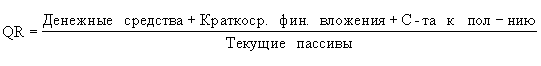 QR = Денежные средства + Краткоср. фин. вложения + С-та к пол-нию
Текущие пассивы